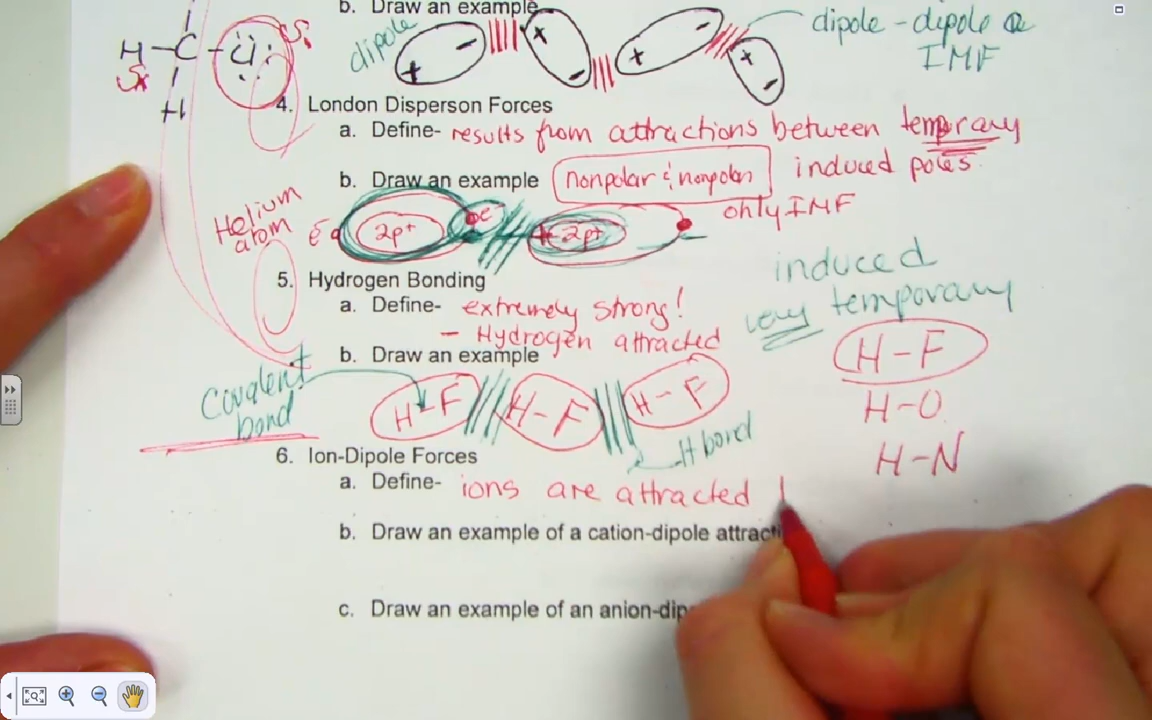 b. Draw an example
dipole
+ - + - + - + -
dipole - dipole
IMF
H - C - Cl
H
4. London Disperson Forces
a. Define- results from attractions between temporary
induced poles
b. Draw an example nonpolar & nonpolar
only IMF
Helium
atom
e⁻ 2p⁺ e⁻ 2p⁺
induced
very temporary
5. Hydrogen Bonding
a. Define- extremely strong!
- Hydrogen attracted
b. Draw an example
H-F
H-O
H-N
Covalent
bond
H-F H-F H-F
H bond
6. Ion-Dipole Forces
a. Define- ions are attracted
b. Draw an example of a cation-dipole
c. Draw an example of an